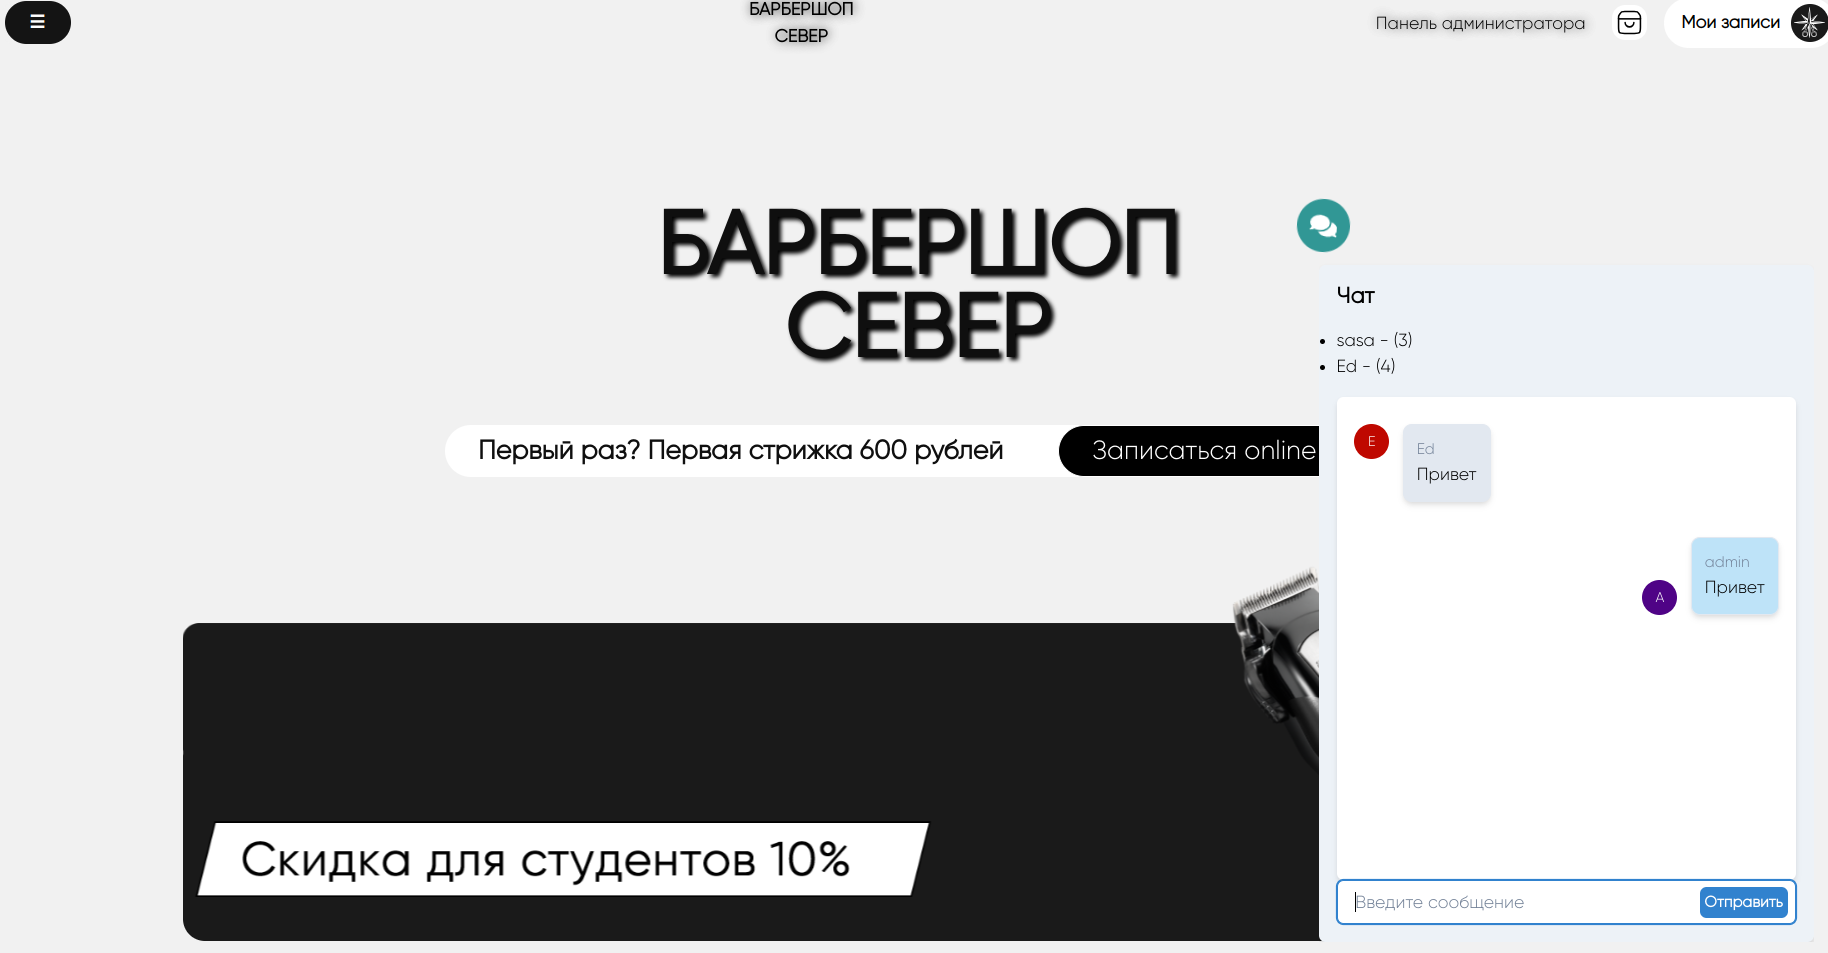 ☰
БАРБЕРШОП
СЕВЕР
Панель администратора
Мои записи
БАРБЕРШОП
СЕВЕР
Первый раз? Первая стрижка 600 рублей
Записаться online
Скидка для студентов 10%
Чат
• sasa - (3)
• Ed - (4)
E
Ed
Привет
admin
Привет
A
Введите сообщение
Отправить